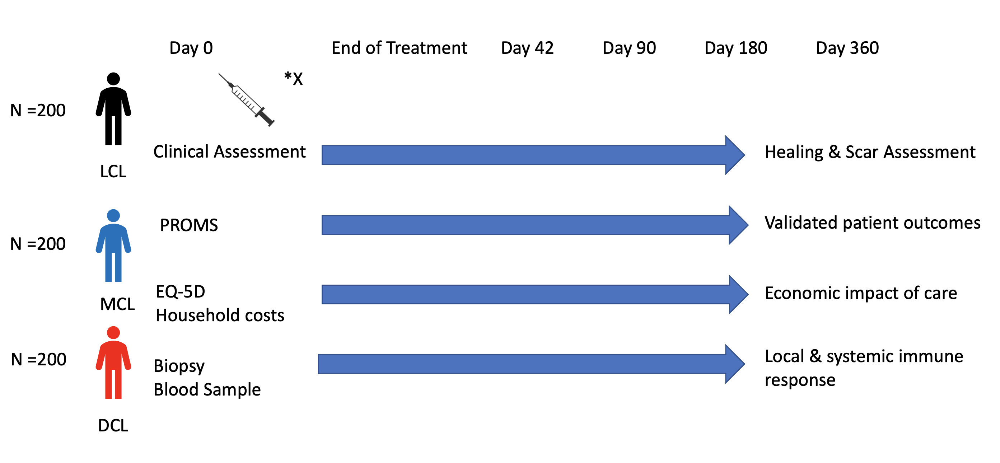 Day 0
End of Treatment
Day 42
Day 90
Day 180
Day 360
*X
N =200
LCL
Clinical Assessment
Healing & Scar Assessment
N =200
MCL
PROMS
Validated patient outcomes
EQ-5D
Household costs
Economic impact of care
N =200
DCL
Biopsy
Blood Sample
Local & systemic immune
response